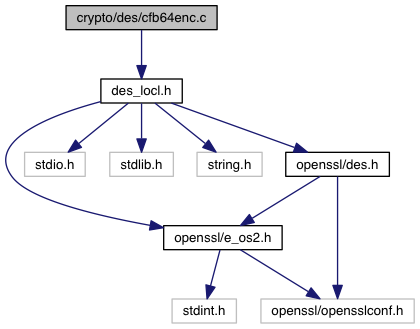 crypto/des/cfb64enc.c
des_locl.h
stdio.h
stdlib.h
string.h
openssl/des.h
openssl/e_os2.h
stdint.h
openssl/opensslconf.h